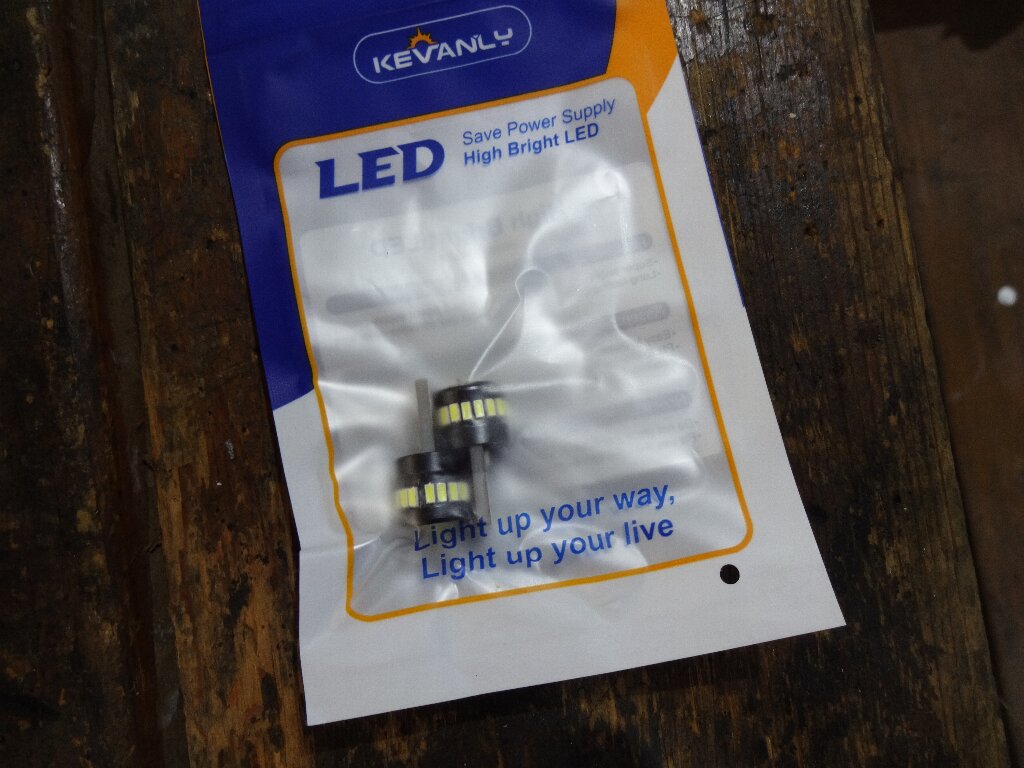 KEVANLY
LED
Save Power Supply
High Bright LED
Light up your way,
Light up your live